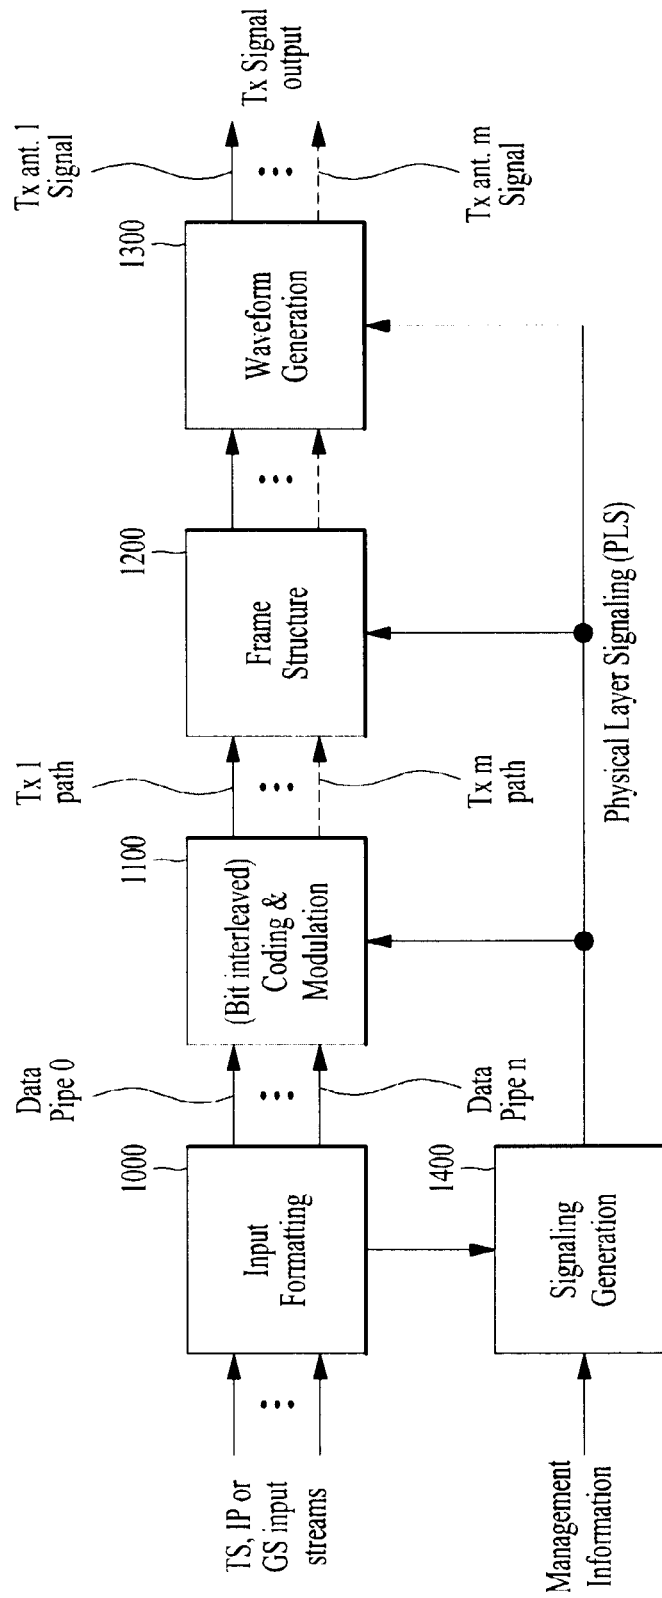 TS, IP or
GS input
streams
1000
Input
Formatting
Data
Pipe 0
Data
Pipe n
1100
(Bit interleaved)
Coding &
Modulation
Tx 1
path
Tx m
path
1200
Frame
Structure
1300
Waveform
Generation
Tx ant. 1
Signal
Tx Signal
output
Tx ant. m
Signal
Management
Information
1400
Signaling
Generation
Physical Layer Signaling (PLS)